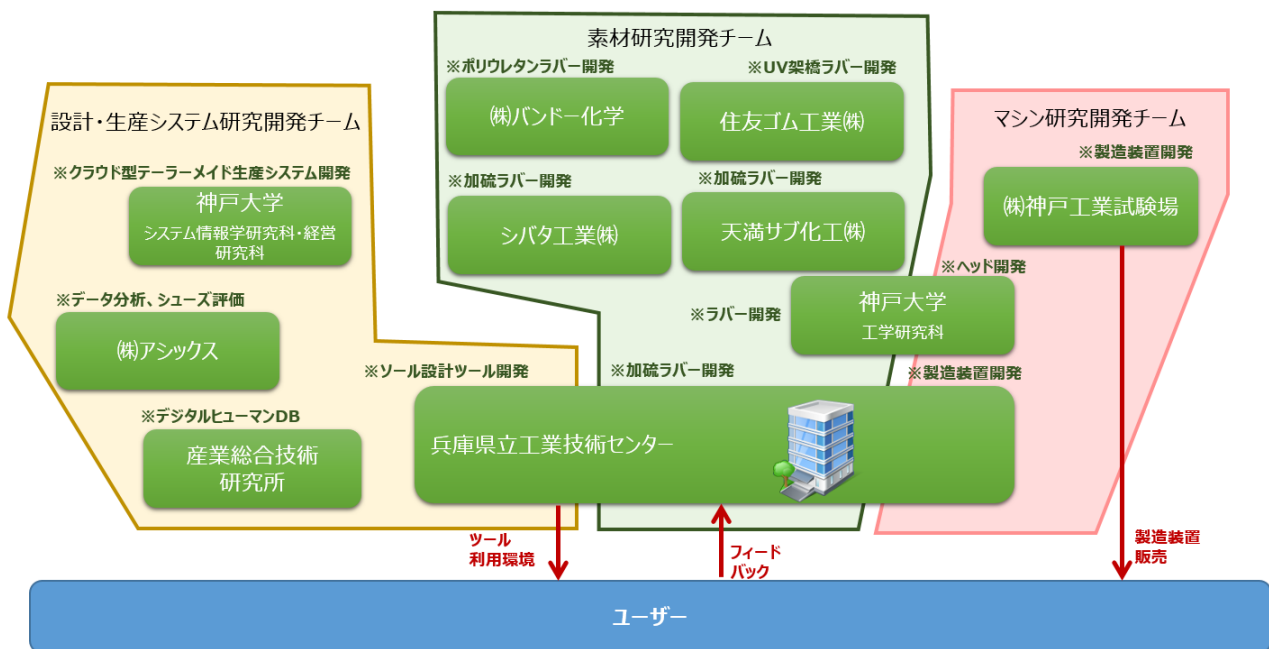 設計・生産システム研究開発チーム
※クラウド型テーラーメイド生産システム開発
神戸大学
システム情報学研究科・経営
研究科
※データ分析、シューズ評価
㈱アシックス
※デジタルヒューマンDB
産業総合技術
研究所
素材研究開発チーム
※ポリウレタンラバー開発
㈱バンドー化学
※UV架橋ラバー開発
住友ゴム工業㈱
※加硫ラバー開発
シバタ工業㈱
※加硫ラバー開発
天満サブ化工㈱
マシン研究開発チーム
※製造装置開発
㈱神戸工業試験場
※ヘッド開発
※ラバー開発
神戸大学
工学研究科
※ソール設計ツール開発
※加硫ラバー開発
※製造装置開発
兵庫県立工業技術センター
ツール
利用環境
フィード
バック
製造装置
販売
ユーザー